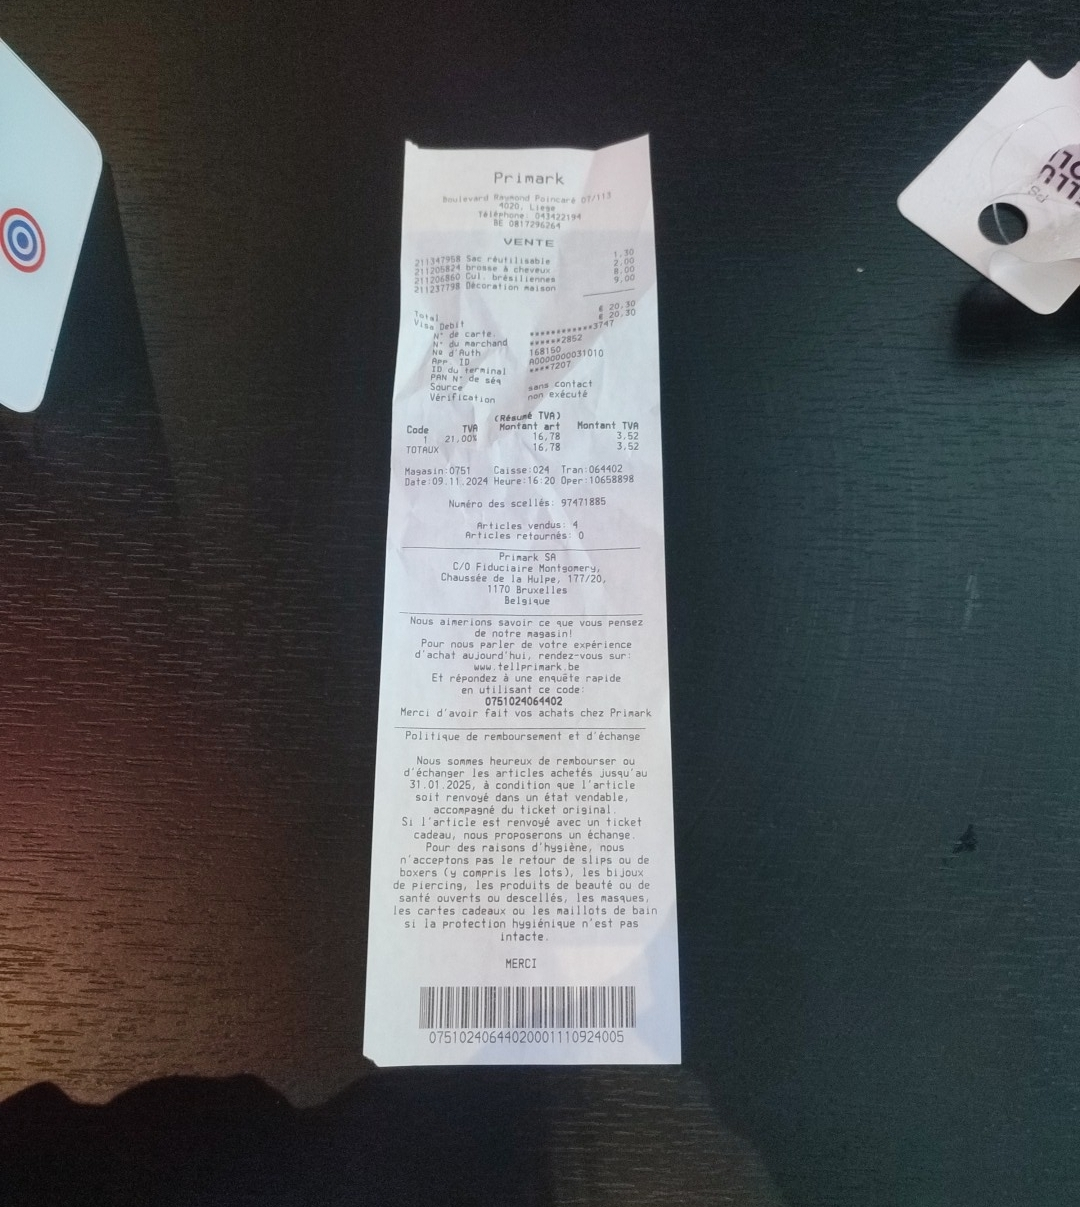 Primark
Boulevard Raymond Poincaré 07/113
4020, Liege
Téléphone: 043422194
BE 0817296264
VENTE
211347958 Sac réutilisable 1,30
211205824 brosse à cheveux 2,00
211206860 Cul. brésiliennes 8,00
211237798 Décoration maison 9,00
Total € 20,30
Visa Debit € 20,30
N° de carte ************3747
N° du marchand ******2852
Nº d'Auth 168150
App. ID A0000000031010
ID du terminal ****7207
PAN N° de séq
Source sans contact
Vérification non exécuté
(Résumé TVA)
Code TVA Montant art Montant TVA
1 21,00% 16,78 3,52
TOTAUX 16,78 3,52
Magasin:0751 Caisse:024 Tran:064402
Date:09.11.2024 Heure:16:20 Oper:10658898
Numéro des scellés: 97471885
Articles vendus: 4
Articles retournés: 0
Primark SA
C/O Fiduciaire Montgomery,
Chaussée de la Hulpe, 177/20,
1170 Bruxelles
Belgique
Nous aimerions savoir ce que vous pensez
de notre magasin!
Pour nous parler de votre expérience
d'achat aujourd'hui, rendez-vous sur:
www.tellprimark.be
Et répondez à une enquête rapide
en utilisant ce code:
0751024064402
Merci d'avoir fait vos achats chez Primark
Politique de remboursement et d'échange
Nous sommes heureux de rembourser ou
d'échanger les articles achetés jusqu'au
31.01.2025, à condition que l'article
soit renvoyé dans un état vendable,
accompagné du ticket original.
Si l'article est renvoyé avec un ticket
cadeau, nous proposerons un échange.
Pour des raisons d'hygiène, nous
n'acceptons pas le retour de slips ou de
boxers (y compris les lots), les bijoux
de piercing, les produits de beauté ou de
santé ouverts ou descellés, les masques,
les cartes cadeaux ou les maillots de bain
si la protection hygiénique n'est pas
intacte.
MERCI
07510240644020001110924005
PS